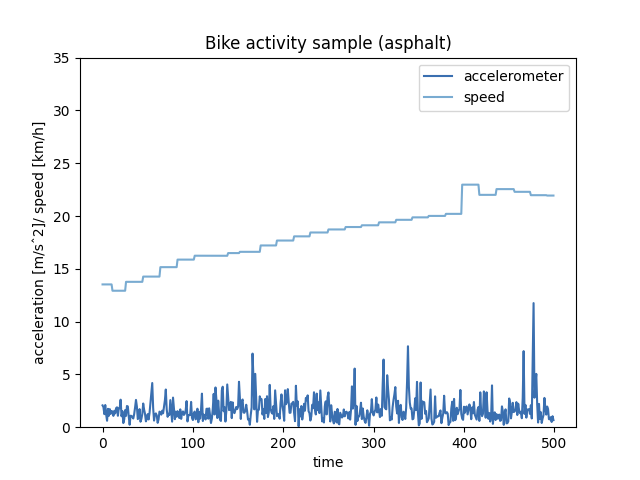 Bike activity sample (asphalt)
accelerometer
speed
acceleration [m/s^2]/ speed [km/h]
35
30
25
20
15
10
5
0
0 100 200 300 400 500
time